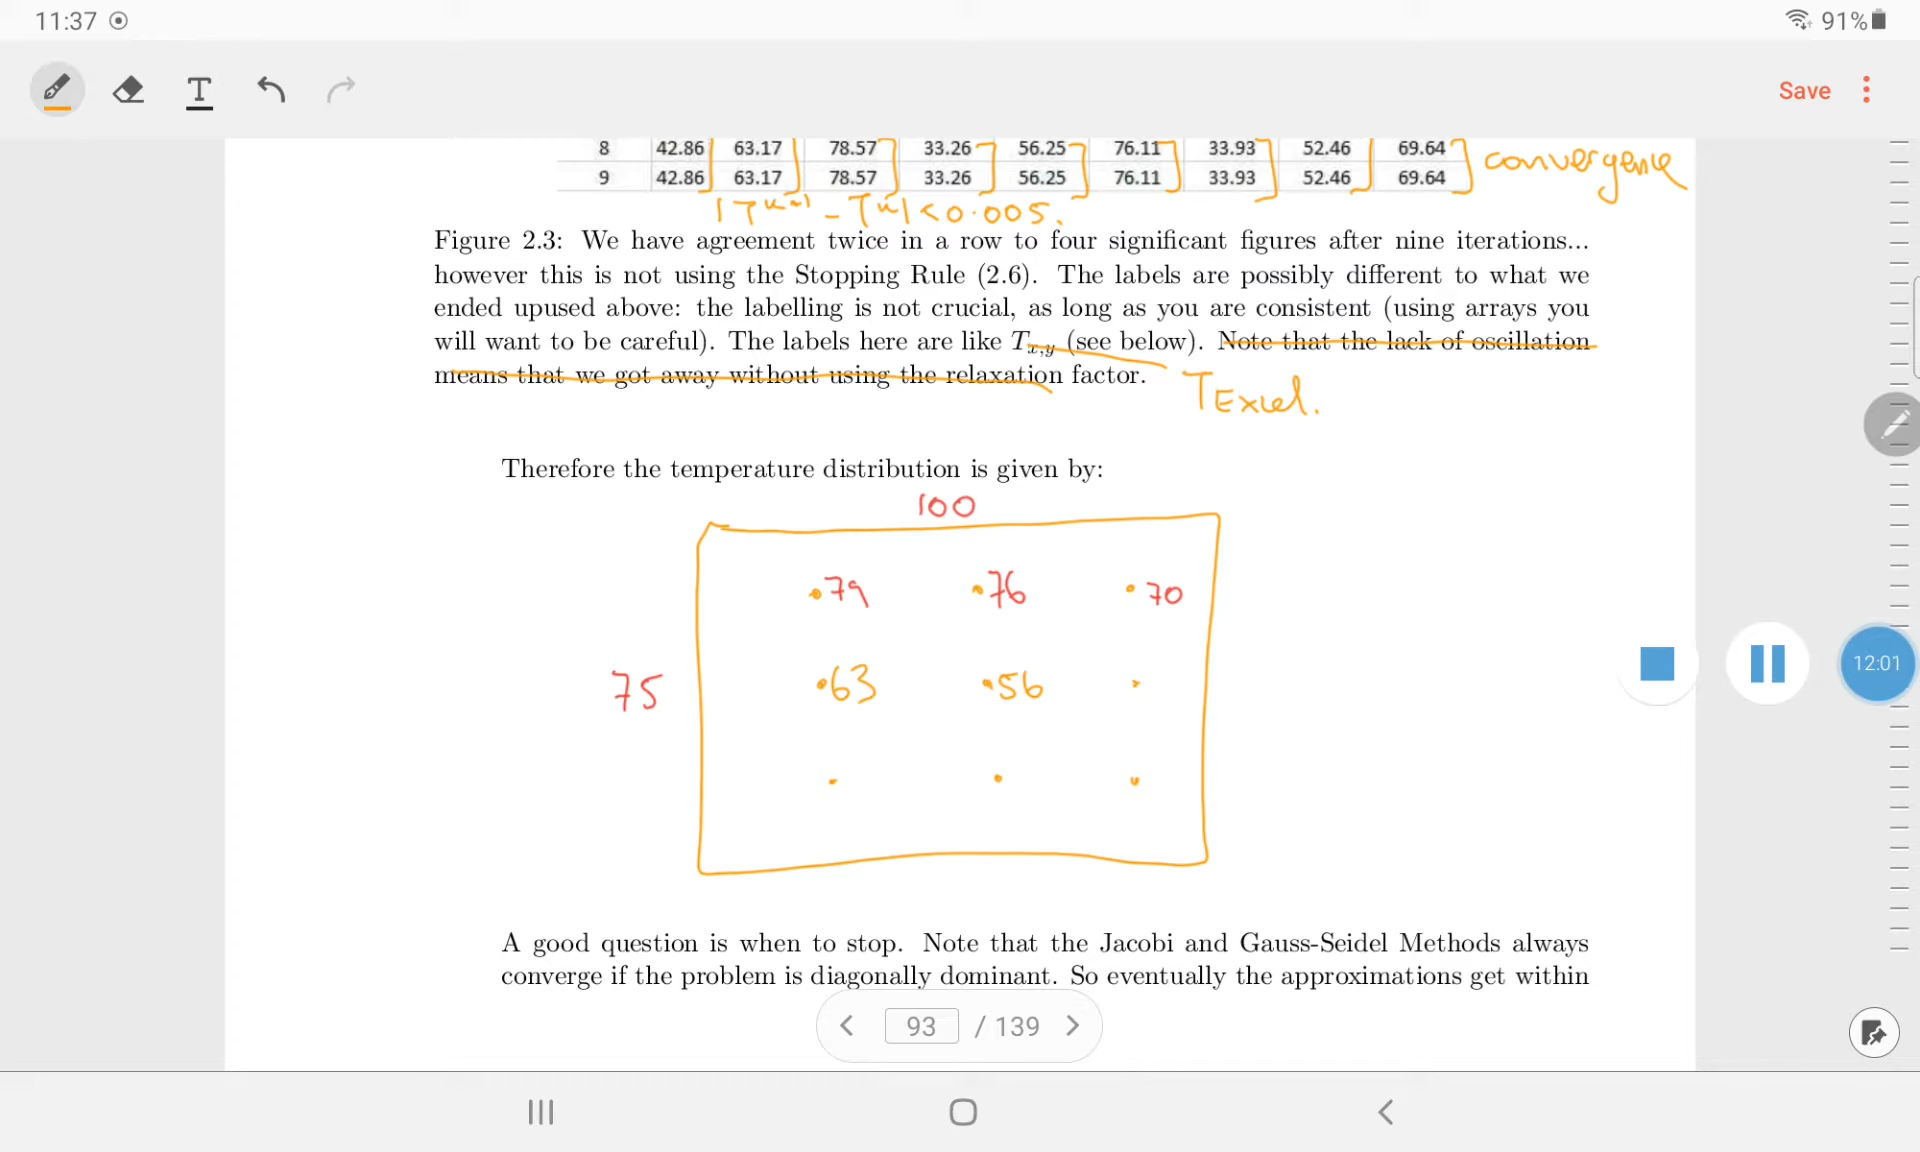 11:37
91%
T
Save
8 42.86 63.17 78.57 33.26 56.25 76.11 33.93 52.46 69.64
convergence
9 42.86 63.17 78.57 33.26 56.25 76.11 33.93 52.46 69.64
<0.005.
Figure 2.3: We have agreement twice in a row to four significant figures after nine iterations...
however this is not using the Stopping Rule (2.6). The labels are possibly different to what we
ended upused above: the labelling is not crucial, as long as you are consistent (using arrays you
will want to be careful). The labels here are like T_{x,y} (see below). Note that the lack of oscillation
means that we got away without using the relaxation factor.
T Excel.
Therefore the temperature distribution is given by:
100
79 76 70
75 63 56
12:01
A good question is when to stop. Note that the Jacobi and Gauss-Seidel Methods always
converge if the problem is diagonally dominant. So eventually the approximations get within
93 / 139